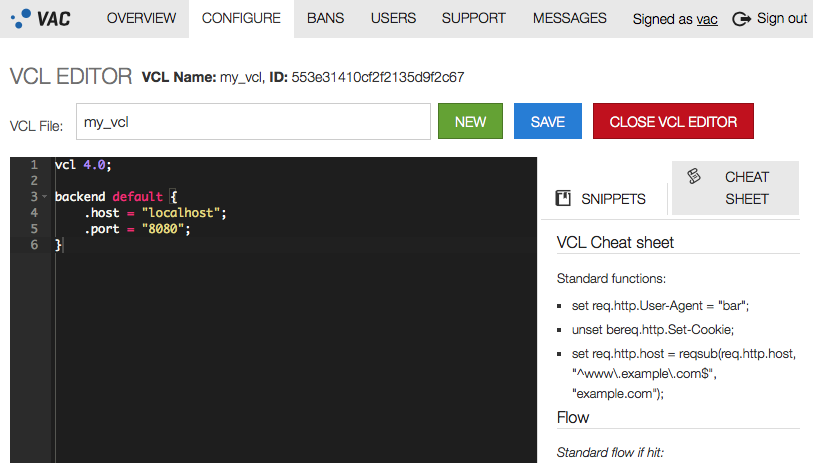 VAC OVERVIEW CONFIGURE BANS USERS SUPPORT MESSAGES Signed as vac Sign out
VCL EDITOR VCL Name: my_vcl, ID: 553e31410cf2f2135d9f2c67
VCL File: my_vcl NEW SAVE CLOSE VCL EDITOR
1 vcl 4.0;
2
3 backend default {
4 .host = "localhost";
5 .port = "8080";
6 }
SNIPPETS
CHEAT
SHEET
VCL Cheat sheet
Standard functions:
set req.http.User-Agent = "bar";
unset bereq.http.Set-Cookie;
set req.http.host = reqsub(req.http.host,
"^www\.example\.com$",
"example.com");
Flow
Standard flow if hit: